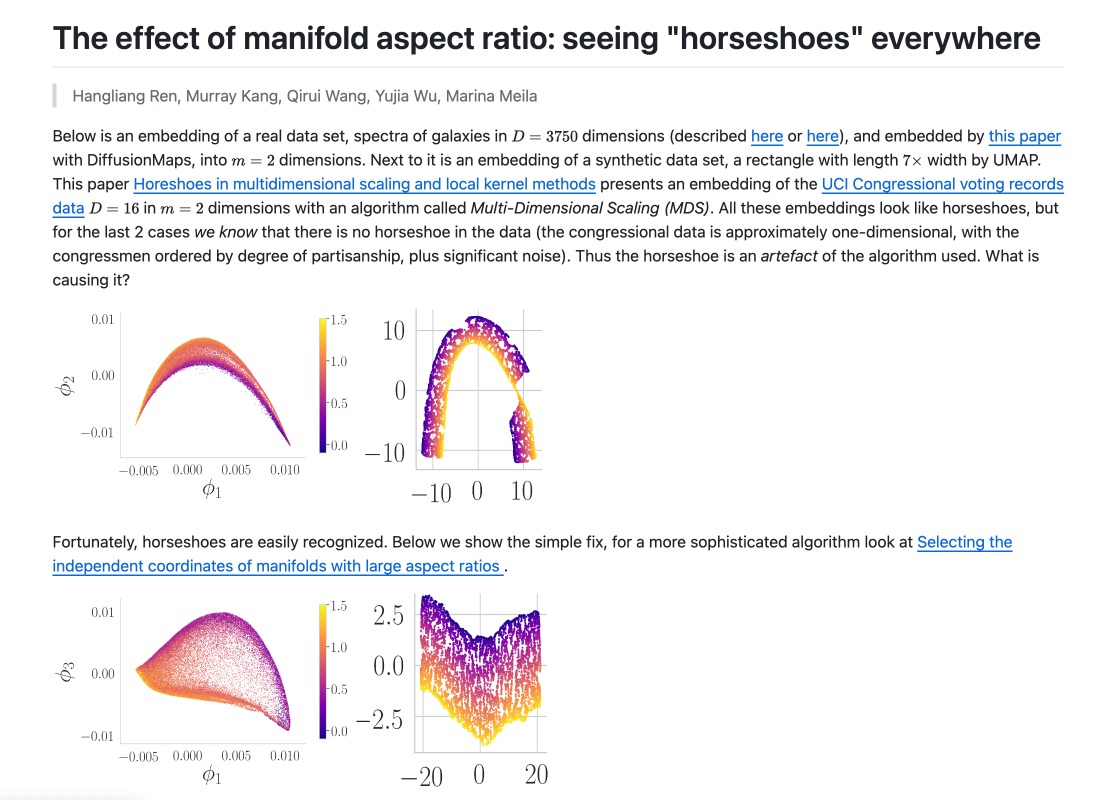 The effect of manifold aspect ratio: seeing "horseshoes" everywhere
Hangliang Ren, Murray Kang, Qirui Wang, Yujia Wu, Marina Meila
Below is an embedding of a real data set, spectra of galaxies in D = 3750 dimensions (described here or here), and embedded by this paper
with DiffusionMaps, into m = 2 dimensions. Next to it is an embedding of a synthetic data set, a rectangle with length 7× width by UMAP.
This paper Horeshoes in multidimensional scaling and local kernel methods presents an embedding of the UCI Congressional voting records
data D = 16 in m = 2 dimensions with an algorithm called Multi-Dimensional Scaling (MDS). All these embeddings look like horseshoes, but
for the last 2 cases we know that there is no horseshoe in the data (the congressional data is approximately one-dimensional, with the
congressmen ordered by degree of partisanship, plus significant noise). Thus the horseshoe is an artefact of the algorithm used. What is
causing it?
0.01
0.00
−0.01
ϕ2
−0.005 0.000 0.005 0.010
ϕ1
1.5
1.0
0.5
0.0
10
0
−10
−10 0 10
Fortunately, horseshoes are easily recognized. Below we show the simple fix, for a more sophisticated algorithm look at Selecting the
independent coordinates of manifolds with large aspect ratios .
0.01
0.00
−0.01
ϕ3
−0.005 0.000 0.005 0.010
ϕ1
1.5
1.0
0.5
0.0
2.5
0.0
−2.5
−20 0 20